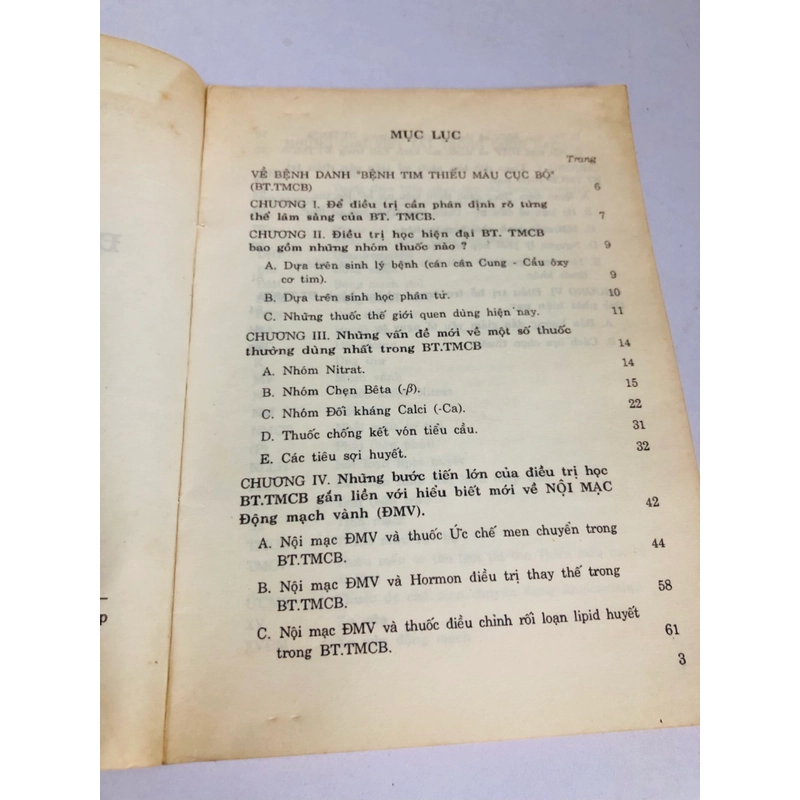 MỤC LỤC
Trang
VỀ BỆNH DANH "BỆNH TIM THIẾU MÁU CỤC BỘ"
(BT.TMCB) 6
CHƯƠNG I. Để điều trị cần phân định rõ từng
thể lâm sàng của BT. TMCB. 7
CHƯƠNG II. Điều trị học hiện đại BT. TMCB
bao gồm những nhóm thuốc nào ? 9
A. Dựa trên sinh lý bệnh (cán cân Cung - Cầu ôxy
cơ tim). 9
B. Dựa trên sinh học phân tử. 10
C. Những thuốc thế giới quen dùng hiện nay. 11
CHƯƠNG III. Những vấn đề mới về một số thuốc
thường dùng nhất trong BT.TMCB 14
A. Nhóm Nitrat. 14
B. Nhóm Chẹn Bêta (-β). 15
C. Nhóm Đối kháng Calci (-Ca). 22
D. Thuốc chống kết vón tiểu cầu. 31
E. Các tiêu sợi huyết. 32
CHƯƠNG IV. Những bước tiến lớn của điều trị học
BT.TMCB gắn liền với hiểu biết mới về NỘI MẠC
Động mạch vành (ĐMV). 42
A. Nội mạc ĐMV và thuốc Ức chế men chuyển trong
BT.TMCB. 44
B. Nội mạc ĐMV và Hormon điều trị thay thế trong
BT.TMCB. 58
C. Nội mạc ĐMV và thuốc điều chỉnh rối loạn lipid huyết
trong BT.TMCB. 61
3